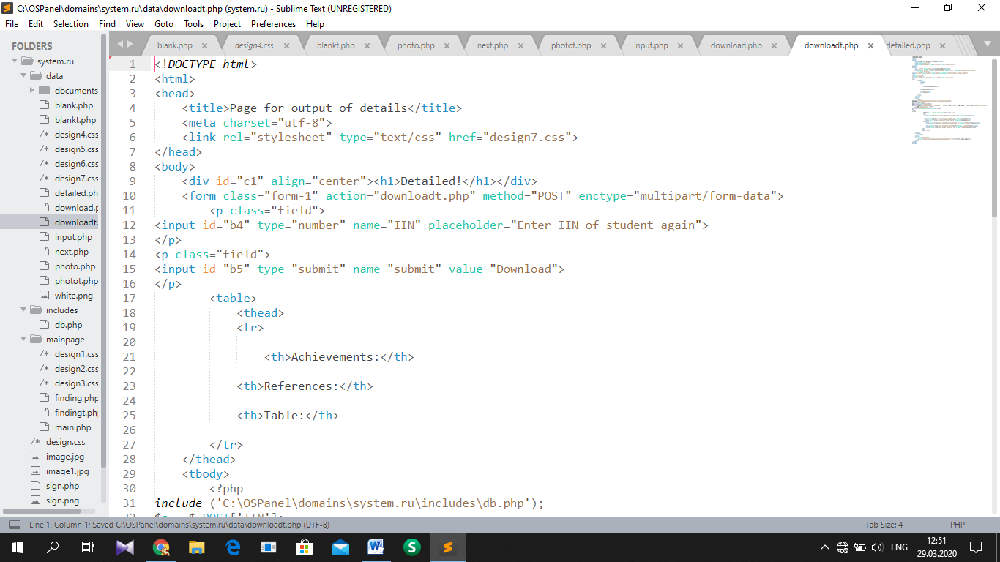 C:\OSPanel\domains\system.ru\data\downloadt.php (system.ru) - Sublime Text (UNREGISTERED)
File Edit Selection Find View Goto Tools Project Preferences Help
FOLDERS
system.ru
data
documents
blank.php
blankt.php
/* design4.css
/* design5.css
/* design6.css
/* design7.css
detailed.ph
download.p
downloadt.
input.php
next.php
photo.php
photot.php
white.png
includes
db.php
mainpage
/* design1.css
/* design2.css
/* design3.css
finding.php
findingt.ph
main.php
/* design.css
image.jpg
image1.jpg
sign.php
sign.png
blank.php design4.css blankt.php photo.php next.php photot.php input.php download.php downloadt.php detailed.php
1 <!DOCTYPE html>
2 <html>
3 <head>
4 <title>Page for output of details</title>
5 <meta charset="utf-8">
6 <link rel="stylesheet" type="text/css" href="design7.css">
7 </head>
8 <body>
9 <div id="c1" align="center"><h1>Detailed!</h1></div>
10 <form class="form-1" action="downloadt.php" method="POST" enctype="multipart/form-data">
11 <p class="field">
12 <input id="b4" type="number" name="IIN" placeholder="Enter IIN of student again">
13 </p>
14 <p class="field">
15 <input id="b5" type="submit" name="submit" value="Download">
16 </p>
17 <table>
18 <thead>
19 <tr>
20
21 <th>Achievements:</th>
22
23 <th>References:</th>
24
25 <th>Table:</th>
26
27 </tr>
28 </thead>
29 <tbody>
30 <?php
31 include ('C:\OSPanel\domains\system.ru\includes\db.php');
Line 1, Column 1; Saved C:\OSPanel\domains\system.ru\data\downloadt.php (UTF-8) Tab Size: 4 PHP
ENG
12:51
29.03.2020